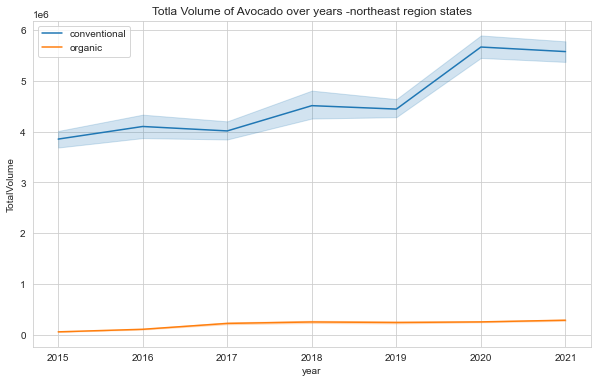 Totla Volume of Avocado over years -northeast region states
1e6
conventional
organic
6
5
4
3
2
1
0
TotalVolume
2015 2016 2017 2018 2019 2020 2021
year